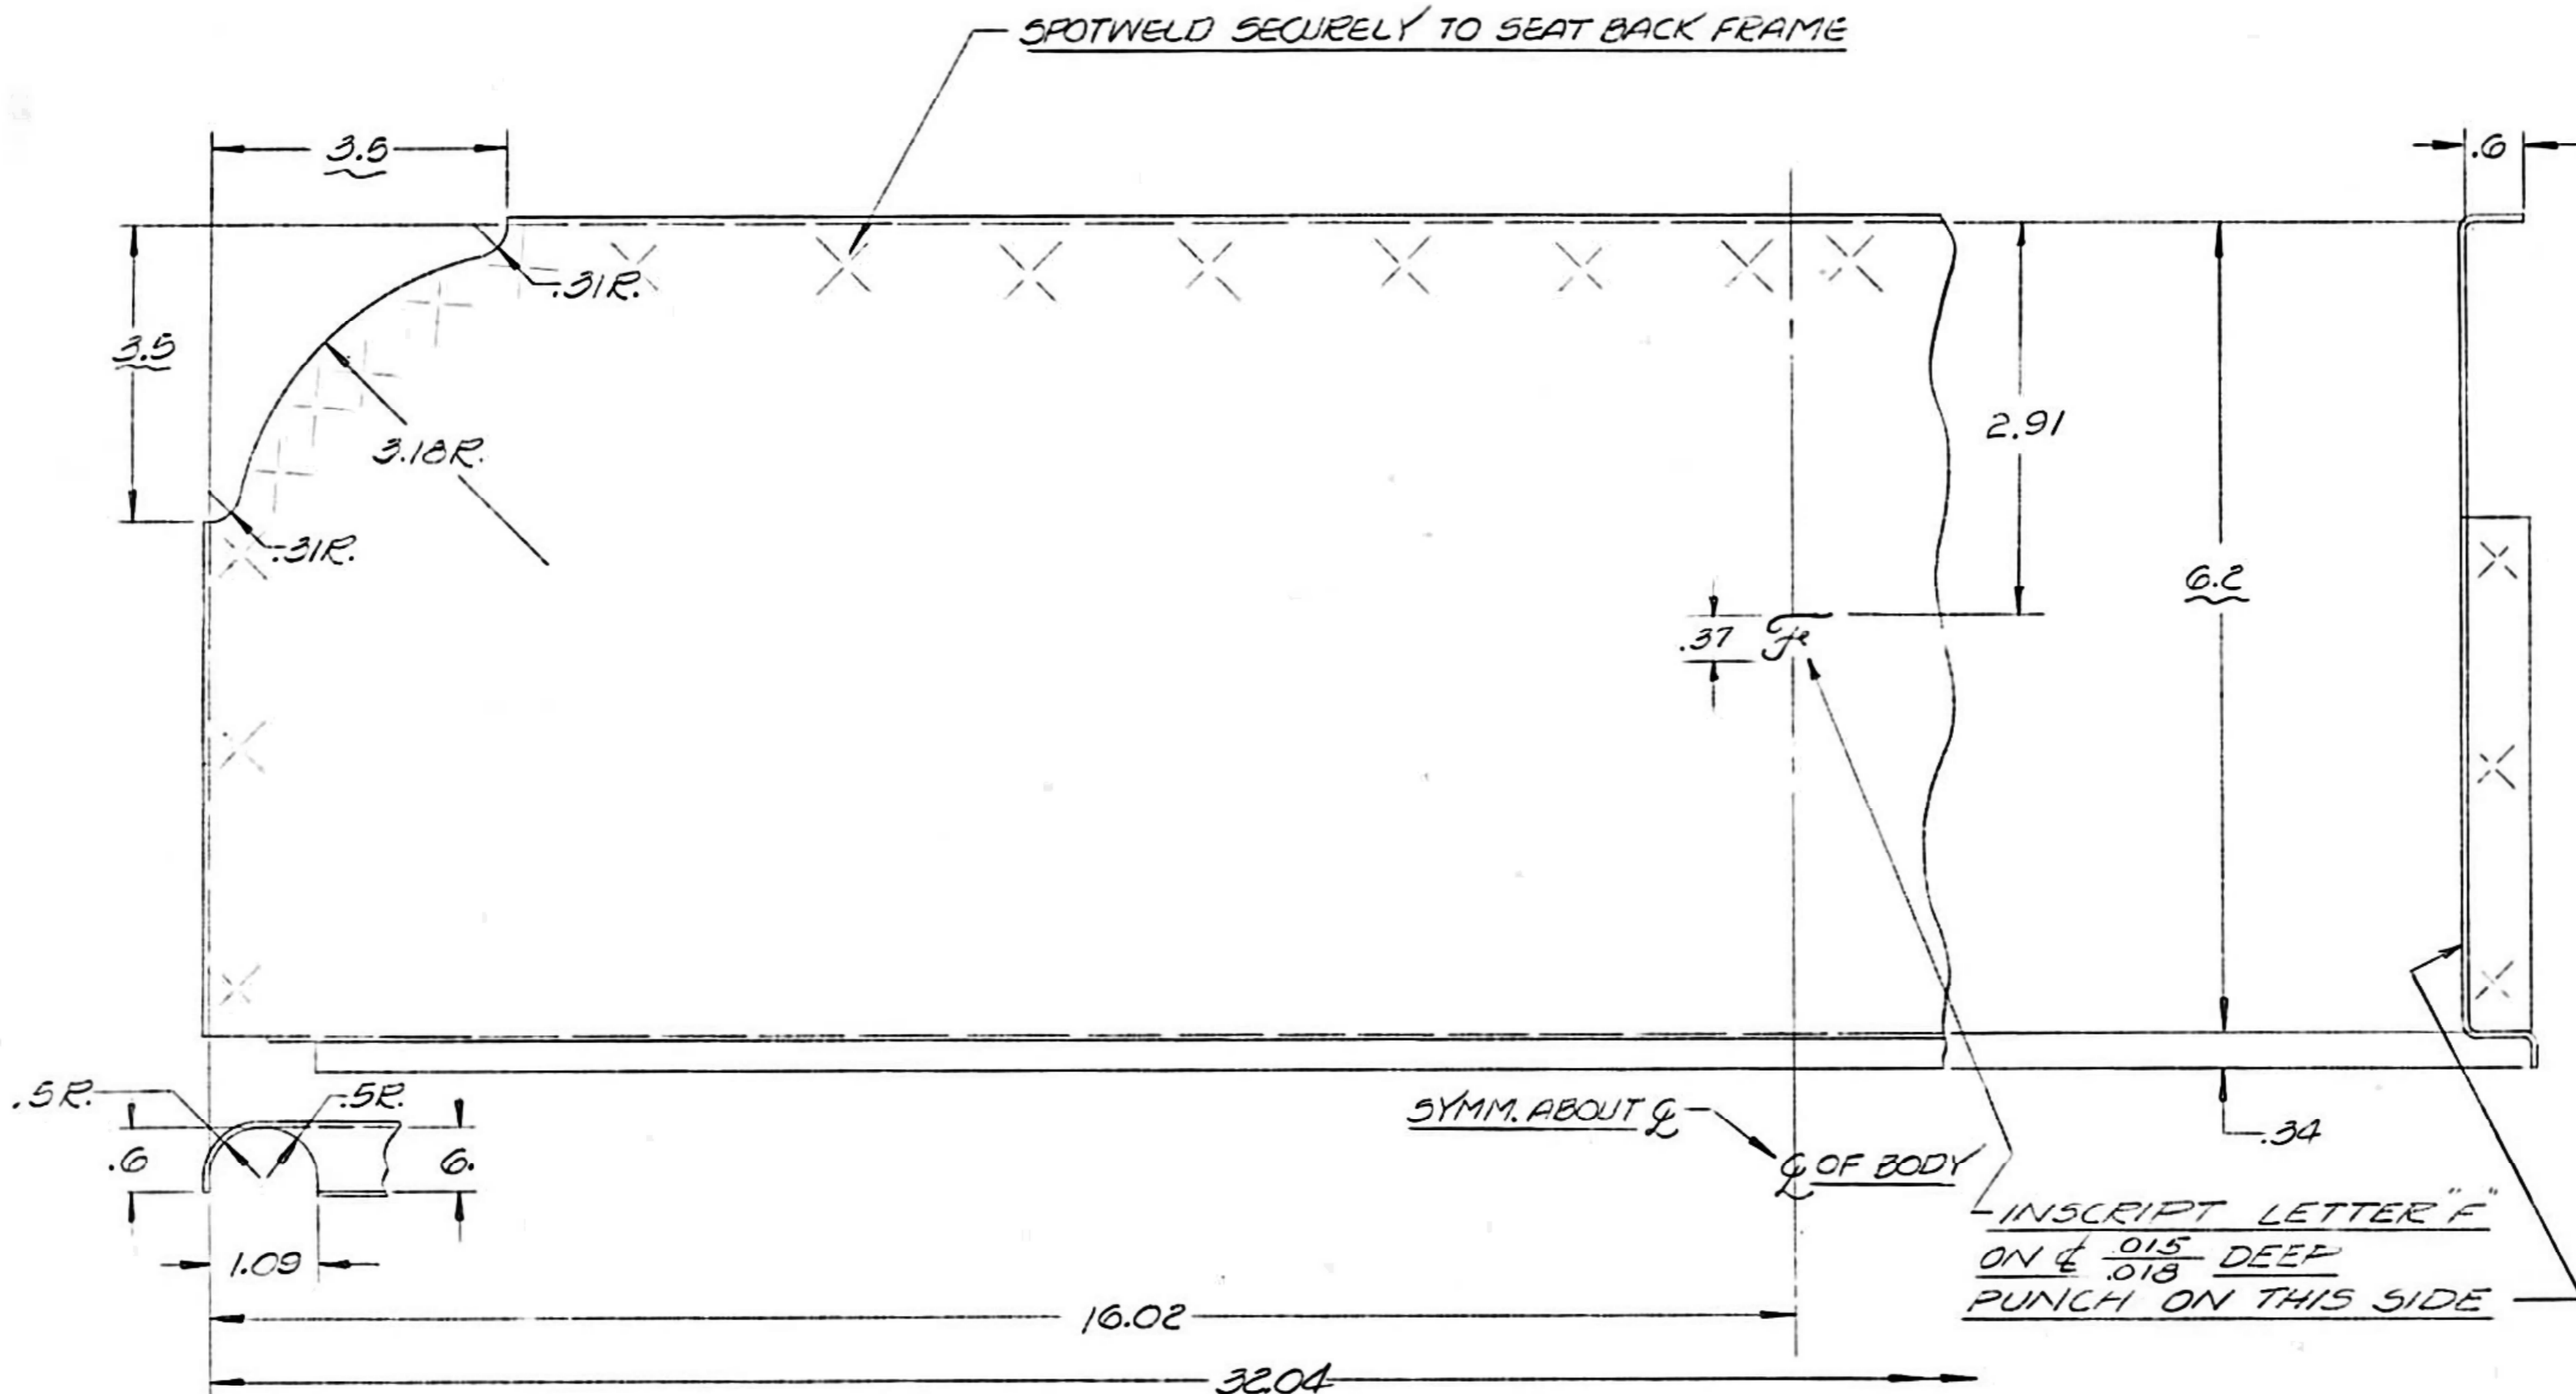 SPOTWELD SECURELY TO SEAT BACK FRAME
3.5
.6
.31R.
3.5
2.91
3.18R.
.31R.
6.2
.37
F
.5R.
.5R.
SYMM. ABOUT ℄
.34
.6
6.
℄ OF BODY
INSCRIPT LETTER "F"
ON ℄ .015/.018 DEEP
PUNCH ON THIS SIDE
1.09
16.02
32.04